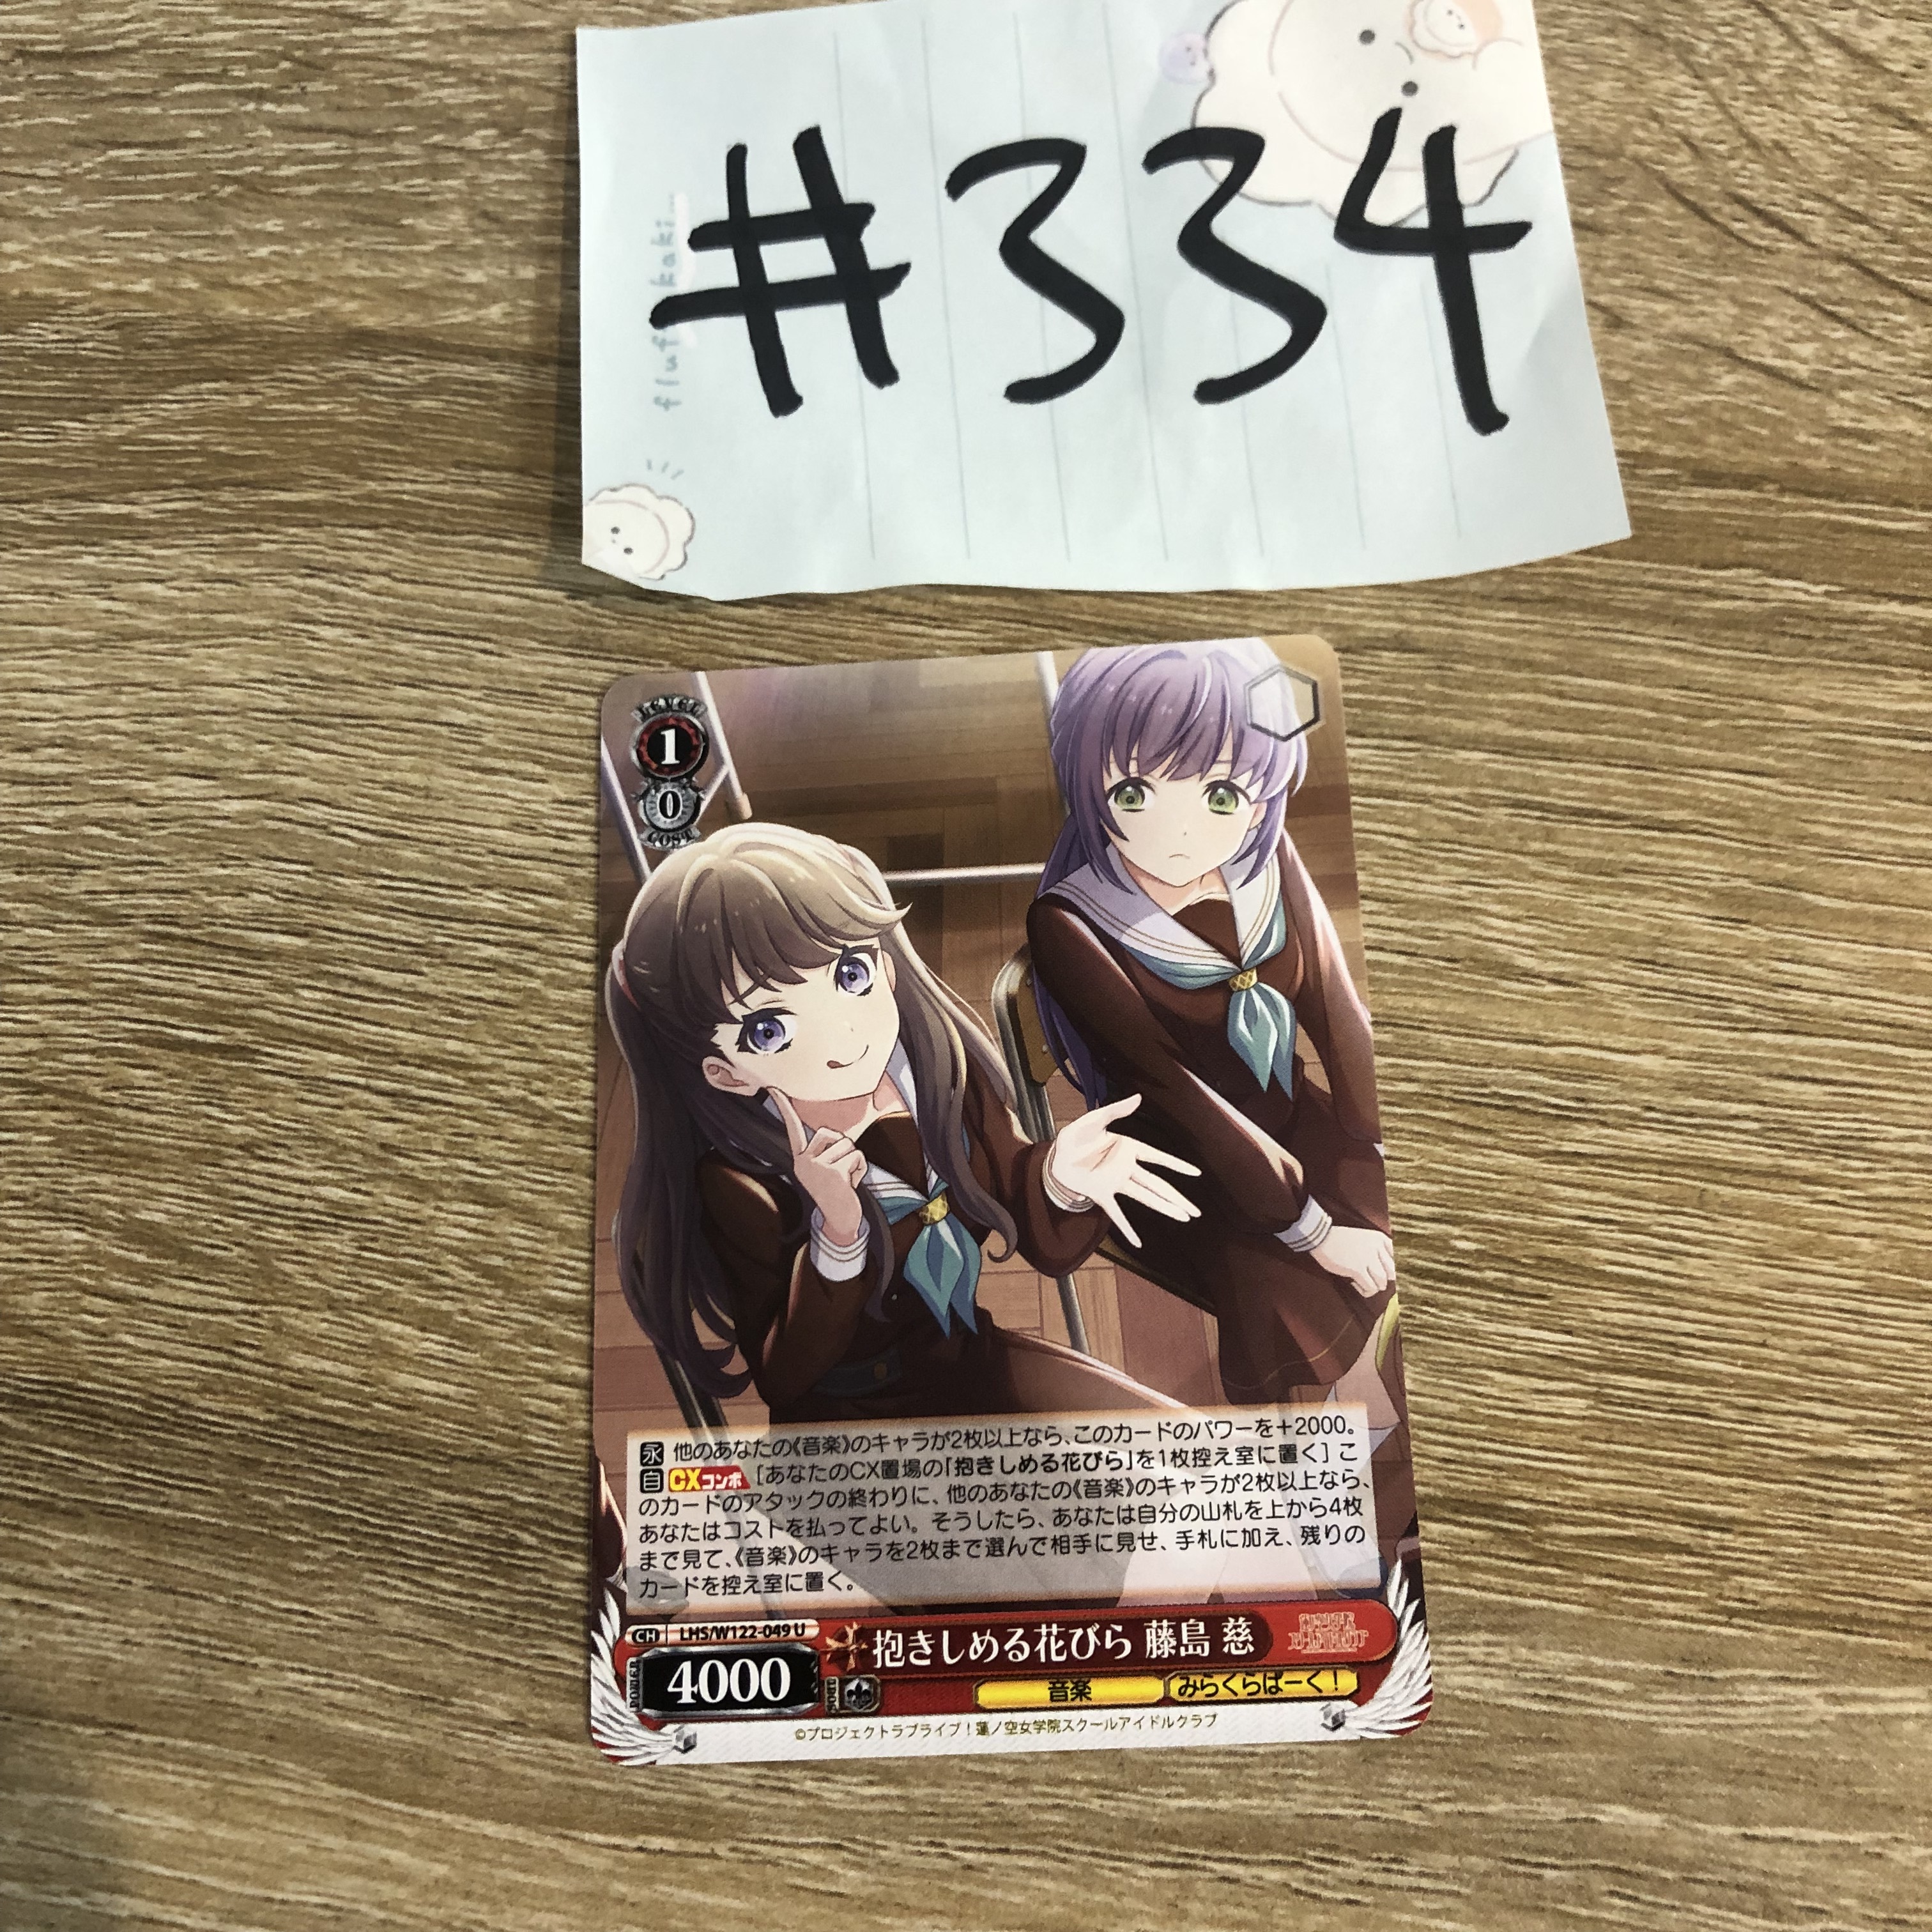 #334
LEVEL
1
0
COST
永 他のあなたの《音楽》のキャラが2枚以上なら、このカードのパワーを+2000。
自 CXコンボ [あなたのCX置場の「抱きしめる花びら」を1枚控え室に置く] こ
のカードのアタックの終わりに、他のあなたの《音楽》のキャラが2枚以上なら、
あなたはコストを払ってよい。そうしたら、あなたは自分の山札を上から4枚
まで見て、《音楽》のキャラを2枚まで選んで相手に見せ、手札に加え、残りの
カードを控え室に置く。
CH LHS/W122-049 U
抱きしめる花びら 藤島 慈
POWER 4000 SOUL
音楽 みらくらぱーく！
©プロジェクトラブライブ！蓮ノ空女学院スクールアイドルクラブ